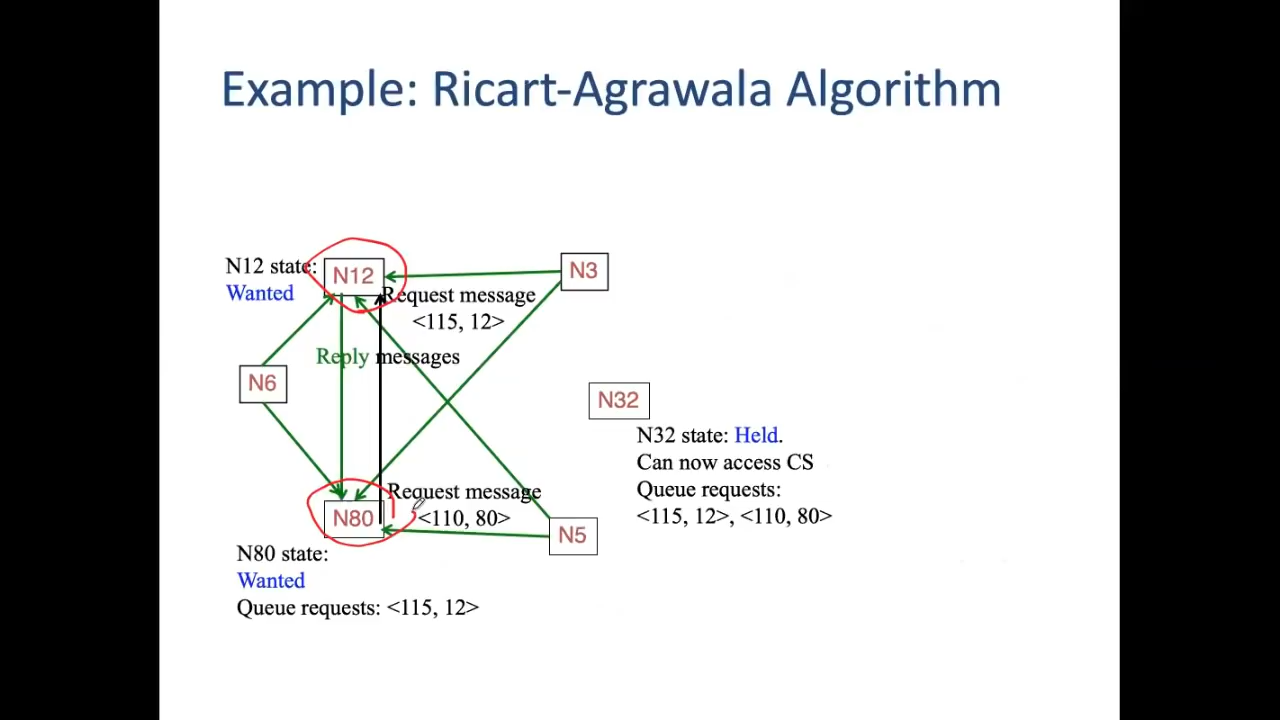 Example: Ricart-Agrawala Algorithm
N12 state:
Wanted
N12
N3
Request message
<115, 12>
Reply messages
N6
N32
N32 state: Held.
Can now access CS
Queue requests:
<115, 12>, <110, 80>
Request message
<110, 80>
N80
N5
N80 state:
Wanted
Queue requests: <115, 12>